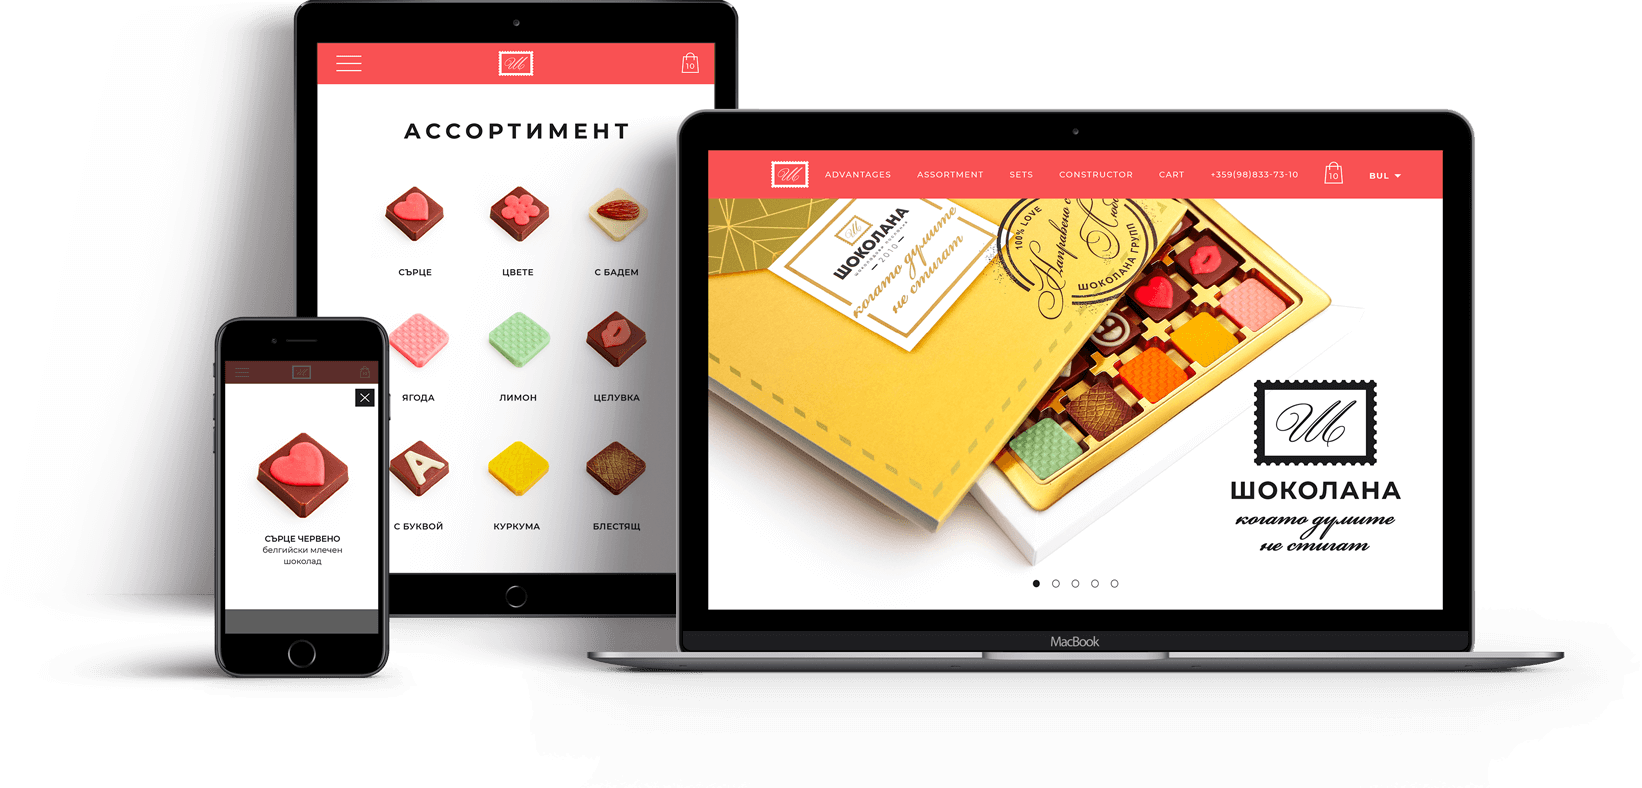 10
АССОРТИМЕНТ
СЪРЦЕ
ЦВЕТЕ
С БАДЕМ
ЯГОДА
ЛИМОН
ЦЕЛУВКА
A
С БУКВОЙ
КУРКУМА
БЛЕСТЯЩ
СЪРЦЕ ЧЕРВЕНО
белгийски млечен
шоколад
Ш ADVANTAGES ASSORTMENT SETS CONSTRUCTOR CART +359(98)833-73-10 10 BUL
ШОКОЛАНА
2010
когато думите
не стигат
100% LOVE
Направено с
ШОКОЛАНА ГРУПП
Ш
ШОКОЛАНА
когато думите
не стигат
MacBook